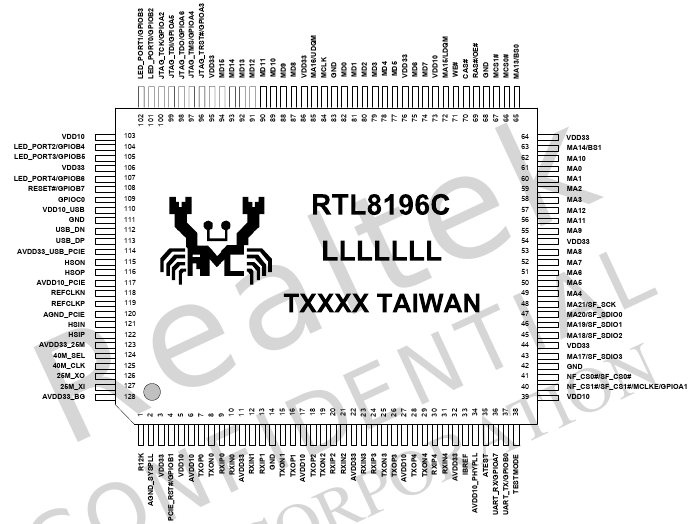 LED_PORT1/GPIOB3
LED_PORT0/GPIOB2
JTAG_TCK/GPIOA2
JTAG_TDI/GPIOA5
JTAG_TDO/GPIOA6
JTAG_TMS/GPIOA4
JTAG_TRST#/GPIOA3
VDD33
MD15
MD14
MD13
MD12
MD11
MD10
MD9
MD8
VDD33
MA16/UDQM
MCLK
GND
MD0
MD1
MD2
MD3
MD4
MD5
VDD33
MD6
MD7
VDD10
MA15/LDQM
WE#
CAS#
RAS#/OE#
GND
MCS1#
MCS0#
MA13/BS0
102
101
100
99
98
97
96
95
94
93
92
91
90
89
88
87
86
85
84
83
82
81
80
79
78
77
76
75
74
73
72
71
70
69
68
67
66
65
VDD10 103
LED_PORT2/GPIOB4 104
LED_PORT3/GPIOB5 105
VDD33 106
LED_PORT4/GPIOB6 107
RESET#/GPIOB7 108
GPIOC0 109
VDD10_USB 110
GND 111
USB_DN 112
USB_DP 113
AVDD33_USB_PCIE 114
HSON 115
HSOP 116
AVDD10_PCIE 117
REFCLKN 118
REFCLKP 119
AGND_PCIE 120
HSIN 121
HSIP 122
AVDD33_25M 123
40M_SEL 124
40M_CLK 125
25M_XO 126
25M_XI 127
AVDD33_BG 128
RTL8196C
LLLLLLL
TXXXX TAIWAN
64 VDD33
63 MA14/BS1
62 MA10
61 MA0
60 MA1
59 MA2
58 MA3
57 MA12
56 MA11
55 MA9
54 VDD33
53 MA8
52 MA7
51 MA6
50 MA5
49 MA4
48 MA21/SF_SCK
47 MA20/SF_SDIO0
46 MA19/SF_SDIO1
45 MA18/SF_SDIO2
44 VDD33
43 MA17/SF_SDIO3
42 GND
41 NF_CS0#/SF_CS0#
40 NF_CS1#/SF_CS1#/MCLKE/GPIOA1
39 VDD10
1
2
3
4
5
6
7
8
9
10
11
12
13
14
15
16
17
18
19
20
21
22
23
24
25
26
27
28
29
30
31
32
33
34
35
36
37
38
R12K
AGND_SYSPLL
VDD33
PCIE_RST#/GPIOB1
VDD10
AVDD10
TXOP0
TXON0
RXIP0
RXIN0
AVDD33
RXIN1
RXIP1
GND
TXON1
TXOP1
AVDD10
TXOP2
TXON2
RXIP2
RXIN2
AVDD33
RXIN3
RXIP3
TXON3
TXOP3
AVDD10
TXOP4
TXON4
RXIP4
RXIN4
AVDD33
IBREF
AVDD10_PHYPLL
ATEST
UART_RX/GPIOA7
UART_TX/GPIOB0
TESTMODE
Realtek
CONFIDENTIAL
CORPORATION